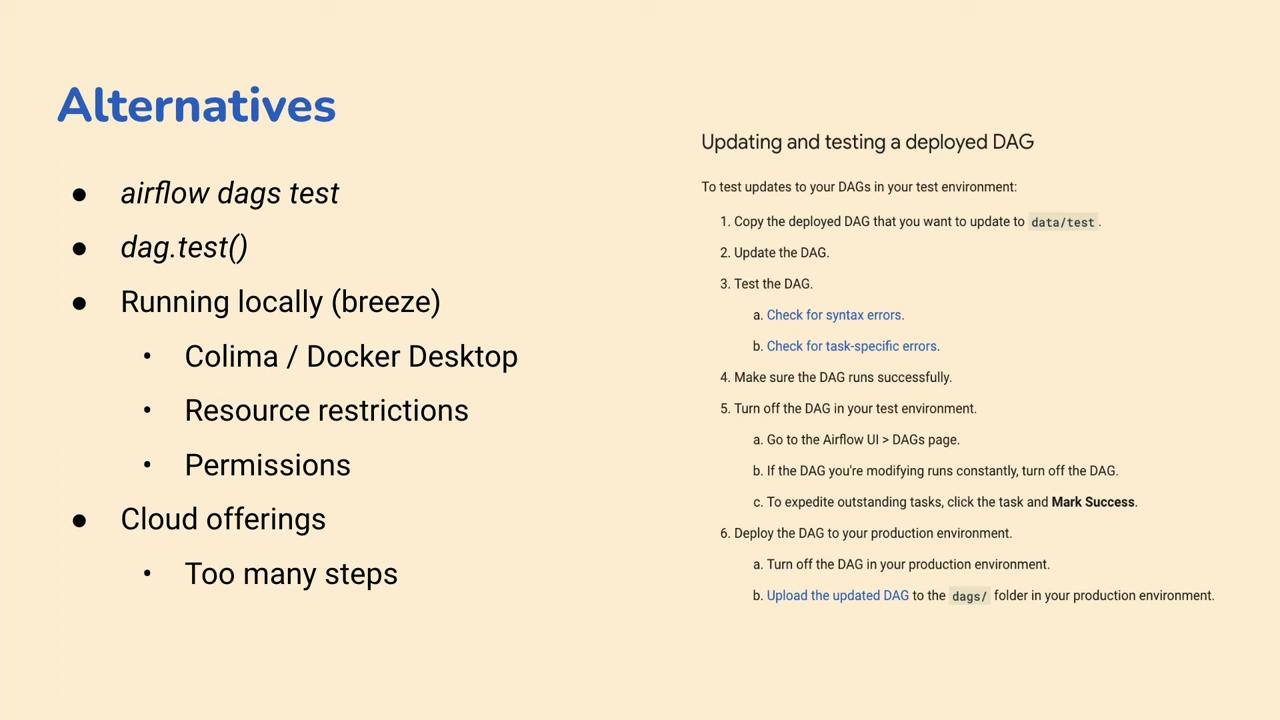 Alternatives
● airflow dags test
● dag.test()
● Running locally (breeze)
• Colima / Docker Desktop
• Resource restrictions
• Permissions
● Cloud offerings
• Too many steps
Updating and testing a deployed DAG
To test updates to your DAGs in your test environment:
1. Copy the deployed DAG that you want to update to data/test.
2. Update the DAG.
3. Test the DAG.
a. Check for syntax errors.
b. Check for task-specific errors.
4. Make sure the DAG runs successfully.
5. Turn off the DAG in your test environment.
a. Go to the Airflow UI > DAGs page.
b. If the DAG you're modifying runs constantly, turn off the DAG.
c. To expedite outstanding tasks, click the task and Mark Success.
6. Deploy the DAG to your production environment.
a. Turn off the DAG in your production environment.
b. Upload the updated DAG to the dags/ folder in your production environment.